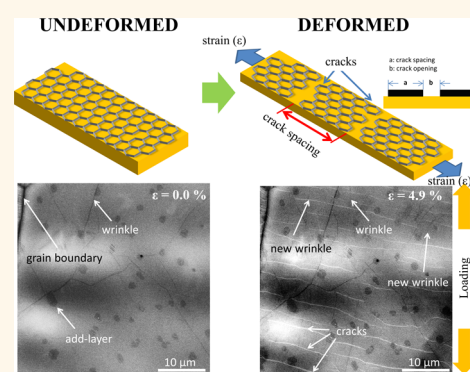 UNDEFORMED
DEFORMED
strain (ε)
cracks
a: crack spacing
b: crack opening
a
b
crack spacing
strain (ε)
ε = 0.0 %
wrinkle
grain boundary
add-layer
10 µm
ε = 4.9 %
wrinkle
new wrinkle
new wrinkle
cracks
10 µm
Loading